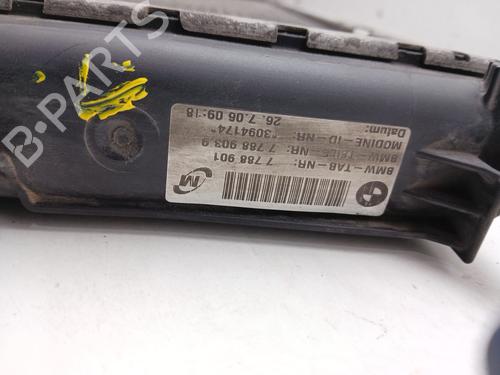 BMW-TAB-NR: 7 788 901
BMW-TEILE-NR: 7 788 903 9
MODINE-ID-NR: *3094174*
Datum: 26.7.06 09:18
M
B-PARTS